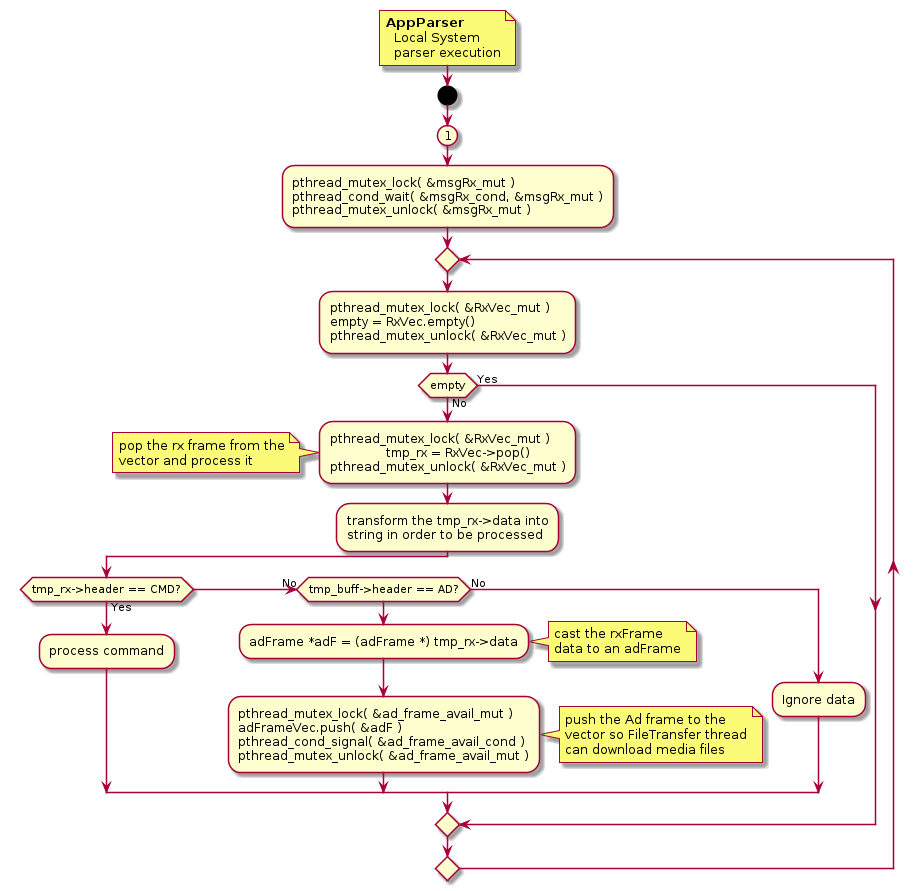 AppParser
Local System
parser execution
1
pthread_mutex_lock( &msgRx_mut )
pthread_cond_wait( &msgRx_cond, &msgRx_mut )
pthread_mutex_unlock( &msgRx_mut )
pthread_mutex_lock( &RxVec_mut )
empty = RxVec.empty()
pthread_mutex_unlock( &RxVec_mut )
empty
Yes
No
pop the rx frame from the
vector and process it
pthread_mutex_lock( &RxVec_mut )
tmp_rx = RxVec->pop()
pthread_mutex_unlock( &RxVec_mut )
transform the tmp_rx->data into
string in order to be processed
tmp_rx->header == CMD?
No
tmp_buff->header == AD?
No
Yes
process command
adFrame *adF = (adFrame *) tmp_rx->data
cast the rxFrame
data to an adFrame
Ignore data
pthread_mutex_lock( &ad_frame_avail_mut )
adFrameVec.push( &adF )
pthread_cond_signal( &ad_frame_avail_cond )
pthread_mutex_unlock( &ad_frame_avail_mut )
push the Ad frame to the
vector so FileTransfer thread
can download media files